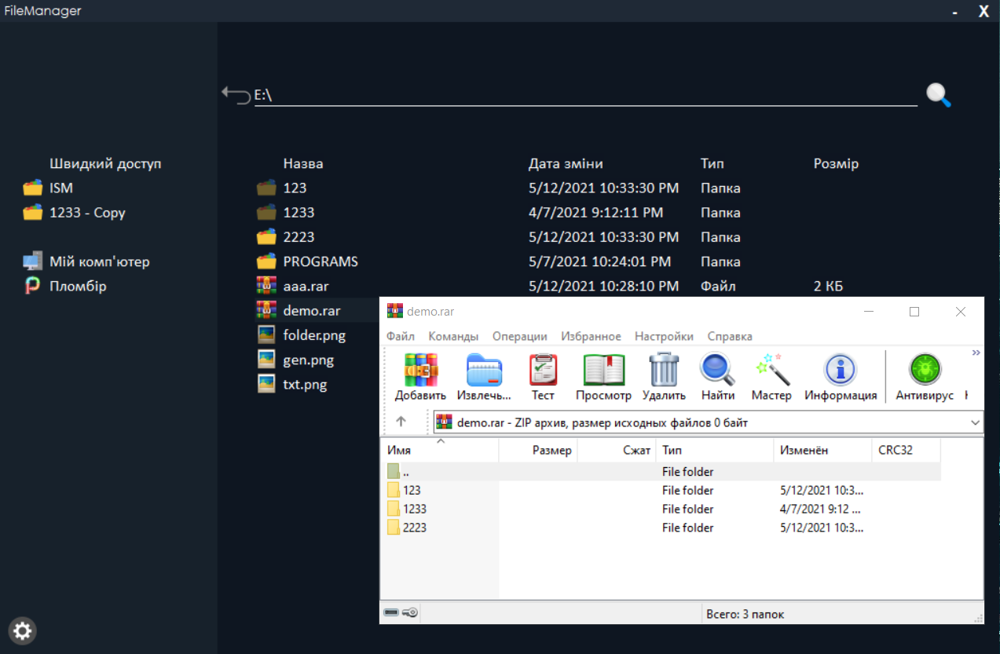 FileManager - X
E:\
Швидкий доступ Назва Дата зміни Тип Розмір
ISM 123 5/12/2021 10:33:30 PM Папка
1233 - Copy 1233 4/7/2021 9:12:11 PM Папка
2223 5/12/2021 10:33:30 PM Папка
Мій комп'ютер PROGRAMS 5/7/2021 10:24:01 PM Папка
Пломбір aaa.rar 5/12/2021 10:28:10 PM Файл 2 КБ
demo.rar
folder.png
gen.png
txt.png
demo.rar
Файл Команды Операции Избранное Настройки Справка
Добавить Извлечь... Тест Просмотр Удалить Найти Мастер Информация Антивирус
demo.rar - ZIP архив, размер исходных файлов 0 байт
Имя Размер Сжат Тип Изменён CRC32
.. File folder
123 File folder 5/12/2021 10:3...
1233 File folder 4/7/2021 9:12 ...
2223 File folder 5/12/2021 10:3...
Всего: 3 папок